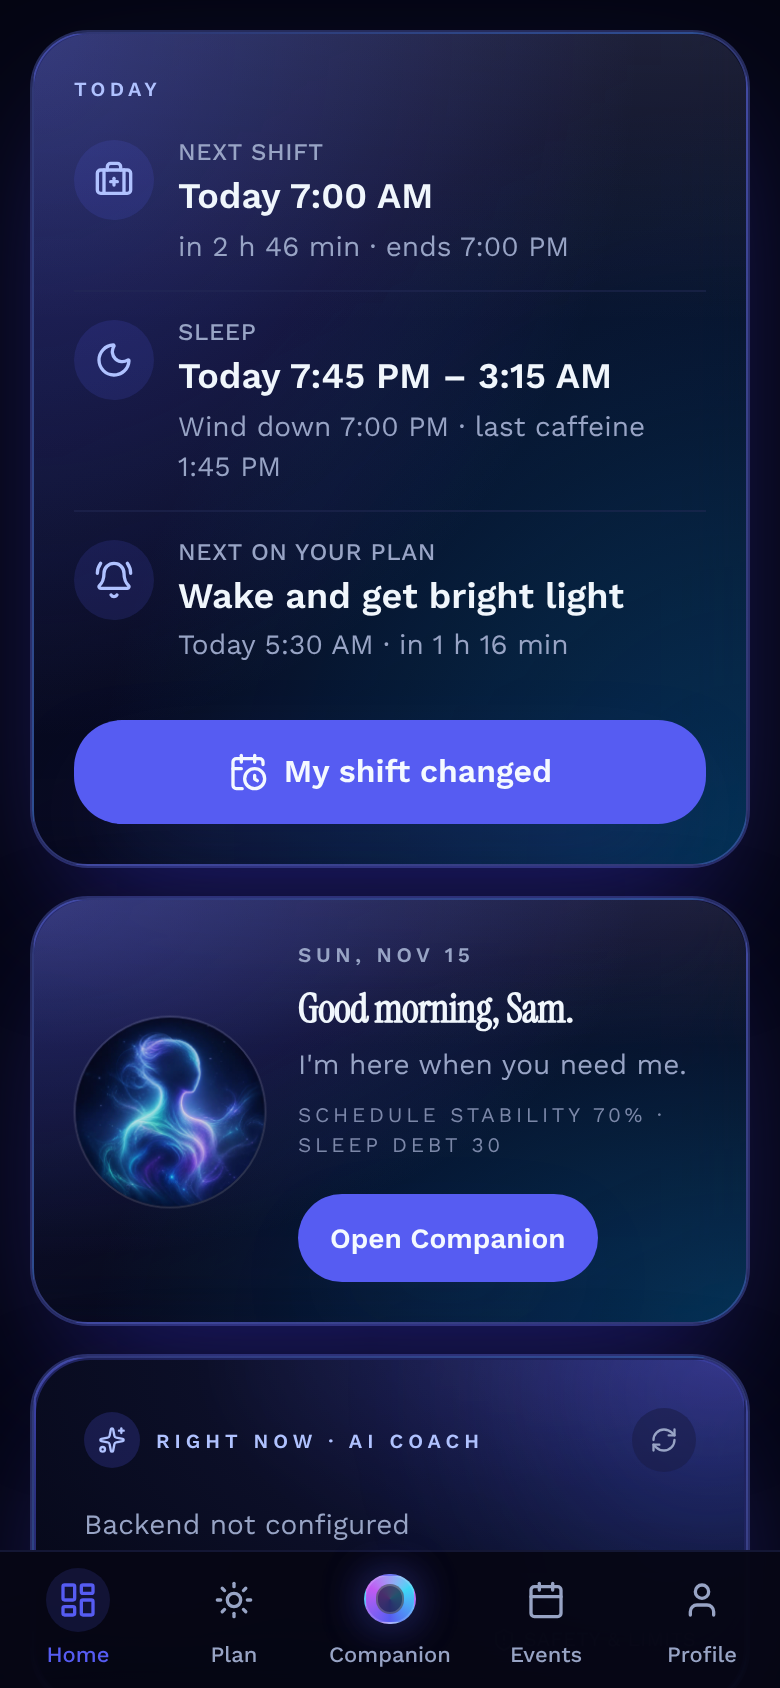 TODAY
NEXT SHIFT
Today 7:00 AM
in 2 h 46 min · ends 7:00 PM
SLEEP
Today 7:45 PM – 3:15 AM
Wind down 7:00 PM · last caffeine
1:45 PM
NEXT ON YOUR PLAN
Wake and get bright light
Today 5:30 AM · in 1 h 16 min
My shift changed
SUN, NOV 15
Good morning, Sam.
I'm here when you need me.
SCHEDULE STABILITY 70% ·
SLEEP DEBT 30
Open Companion
RIGHT NOW · AI COACH
Backend not configured
Home Plan Companion Events Profile